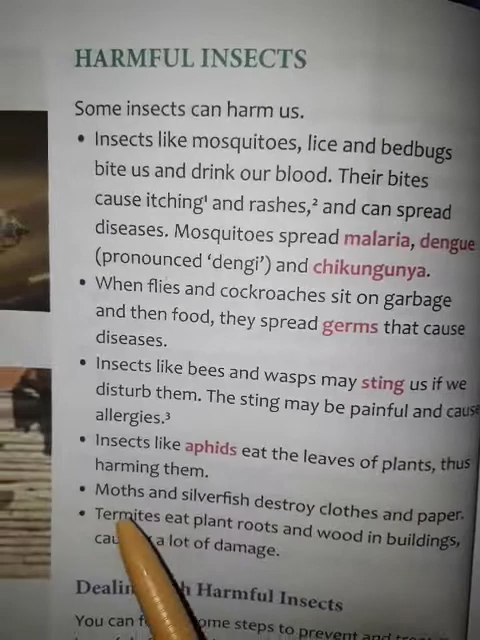 HARMFUL INSECTS
Some insects can harm us.
• Insects like mosquitoes, lice and bedbugs
bite us and drink our blood. Their bites
cause itching¹ and rashes,² and can spread
diseases. Mosquitoes spread malaria, dengue
(pronounced ‘dengi’) and chikungunya.
• When flies and cockroaches sit on garbage
and then food, they spread germs that cause
diseases.
• Insects like bees and wasps may sting us if we
disturb them. The sting may be painful and cause
allergies.³
• Insects like aphids eat the leaves of plants, thus
harming them.
• Moths and silverfish destroy clothes and paper.
• Termites eat plant roots and wood in buildings,
a lot of damage.
Harmful Insects
You can some steps to prevent and